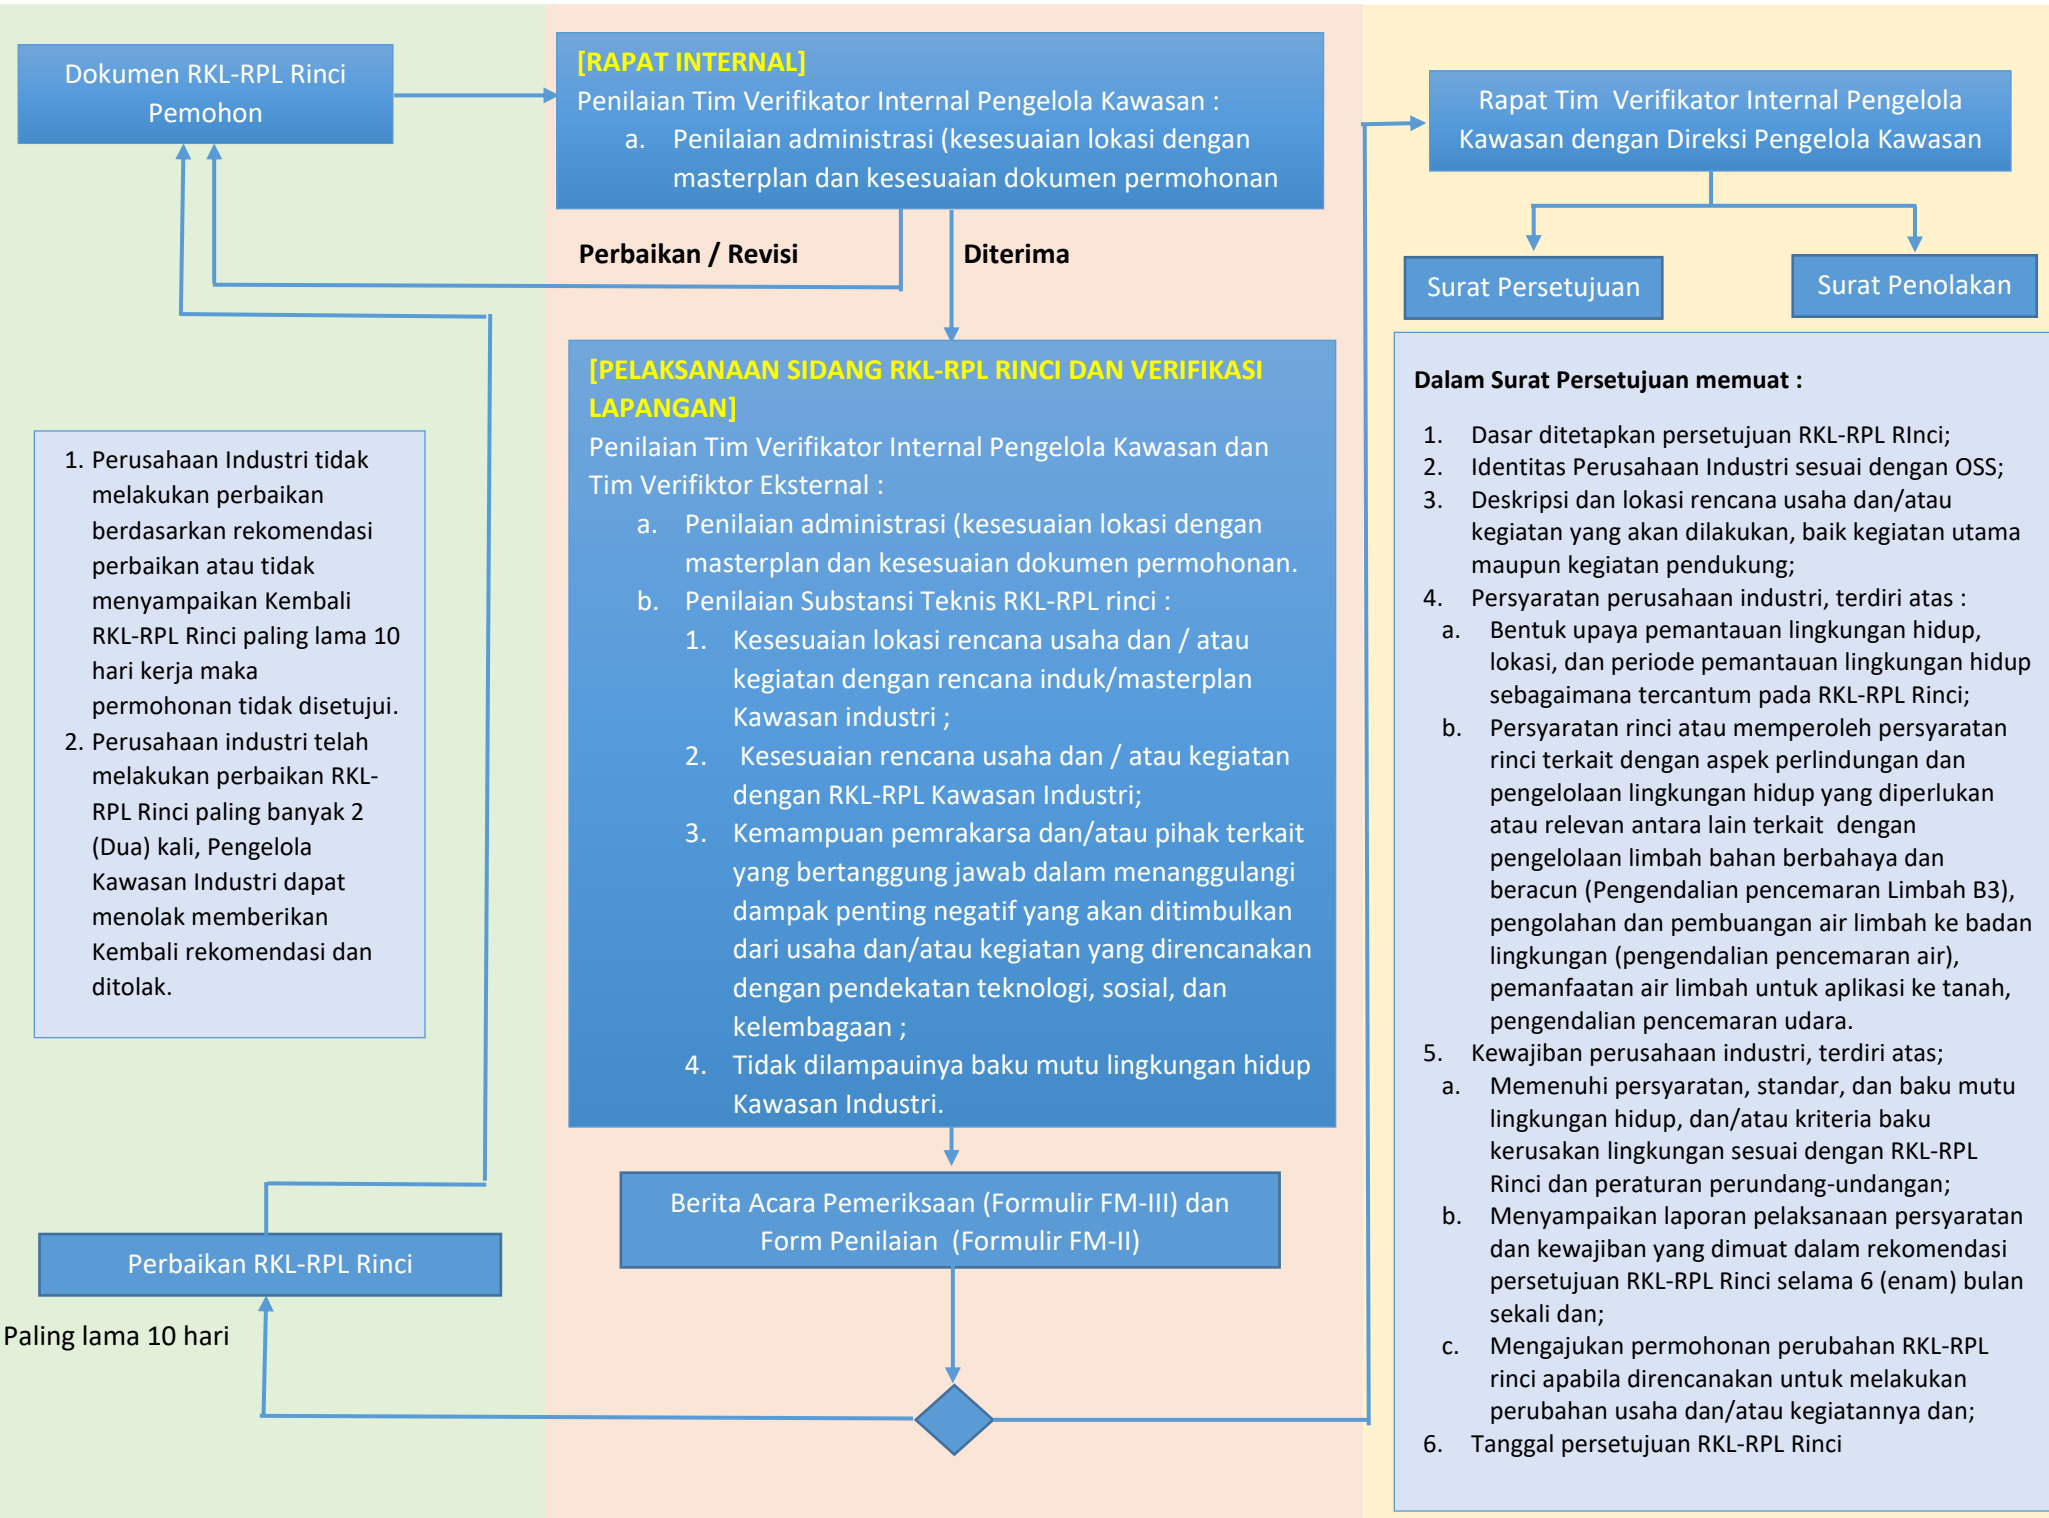 Dokumen RKL-RPL Rinci
Pemohon
[RAPAT INTERNAL]
Penilaian Tim Verifikator Internal Pengelola Kawasan :
a. Penilaian administrasi (kesesuaian lokasi dengan
masterplan dan kesesuaian dokumen permohonan
Perbaikan / Revisi
Diterima
[PELAKSANAAN SIDANG RKL-RPL RINCI DAN VERIFIKASI
LAPANGAN]
Penilaian Tim Verifikator Internal Pengelola Kawasan dan
Tim Verifiktor Eksternal :
a. Penilaian administrasi (kesesuaian lokasi dengan
masterplan dan kesesuaian dokumen permohonan.
b. Penilaian Substansi Teknis RKL-RPL rinci :
1. Kesesuaian lokasi rencana usaha dan / atau
kegiatan dengan rencana induk/masterplan
Kawasan industri ;
2. Kesesuaian rencana usaha dan / atau kegiatan
dengan RKL-RPL Kawasan Industri;
3. Kemampuan pemrakarsa dan/atau pihak terkait
yang bertanggung jawab dalam menanggulangi
dampak penting negatif yang akan ditimbulkan
dari usaha dan/atau kegiatan yang direncanakan
dengan pendekatan teknologi, sosial, dan
kelembagaan ;
4. Tidak dilampauinya baku mutu lingkungan hidup
Kawasan Industri.
Berita Acara Pemeriksaan (Formulir FM-III) dan
Form Penilaian (Formulir FM-II)
1. Perusahaan Industri tidak
melakukan perbaikan
berdasarkan rekomendasi
perbaikan atau tidak
menyampaikan Kembali
RKL-RPL Rinci paling lama 10
hari kerja maka
permohonan tidak disetujui.
2. Perusahaan industri telah
melakukan perbaikan RKL-
RPL Rinci paling banyak 2
(Dua) kali, Pengelola
Kawasan Industri dapat
menolak memberikan
Kembali rekomendasi dan
ditolak.
Perbaikan RKL-RPL Rinci
Paling lama 10 hari
Rapat Tim Verifikator Internal Pengelola
Kawasan dengan Direksi Pengelola Kawasan
Surat Persetujuan
Surat Penolakan
Dalam Surat Persetujuan memuat :
1. Dasar ditetapkan persetujuan RKL-RPL RInci;
2. Identitas Perusahaan Industri sesuai dengan OSS;
3. Deskripsi dan lokasi rencana usaha dan/atau
kegiatan yang akan dilakukan, baik kegiatan utama
maupun kegiatan pendukung;
4. Persyaratan perusahaan industri, terdiri atas :
a. Bentuk upaya pemantauan lingkungan hidup,
lokasi, dan periode pemantauan lingkungan hidup
sebagaimana tercantum pada RKL-RPL Rinci;
b. Persyaratan rinci atau memperoleh persyaratan
rinci terkait dengan aspek perlindungan dan
pengelolaan lingkungan hidup yang diperlukan
atau relevan antara lain terkait dengan
pengelolaan limbah bahan berbahaya dan
beracun (Pengendalian pencemaran Limbah B3),
pengolahan dan pembuangan air limbah ke badan
lingkungan (pengendalian pencemaran air),
pemanfaatan air limbah untuk aplikasi ke tanah,
pengendalian pencemaran udara.
5. Kewajiban perusahaan industri, terdiri atas;
a. Memenuhi persyaratan, standar, dan baku mutu
lingkungan hidup, dan/atau kriteria baku
kerusakan lingkungan sesuai dengan RKL-RPL
Rinci dan peraturan perundang-undangan;
b. Menyampaikan laporan pelaksanaan persyaratan
dan kewajiban yang dimuat dalam rekomendasi
persetujuan RKL-RPL Rinci selama 6 (enam) bulan
sekali dan;
c. Mengajukan permohonan perubahan RKL-RPL
rinci apabila direncanakan untuk melakukan
perubahan usaha dan/atau kegiatannya dan;
6. Tanggal persetujuan RKL-RPL Rinci